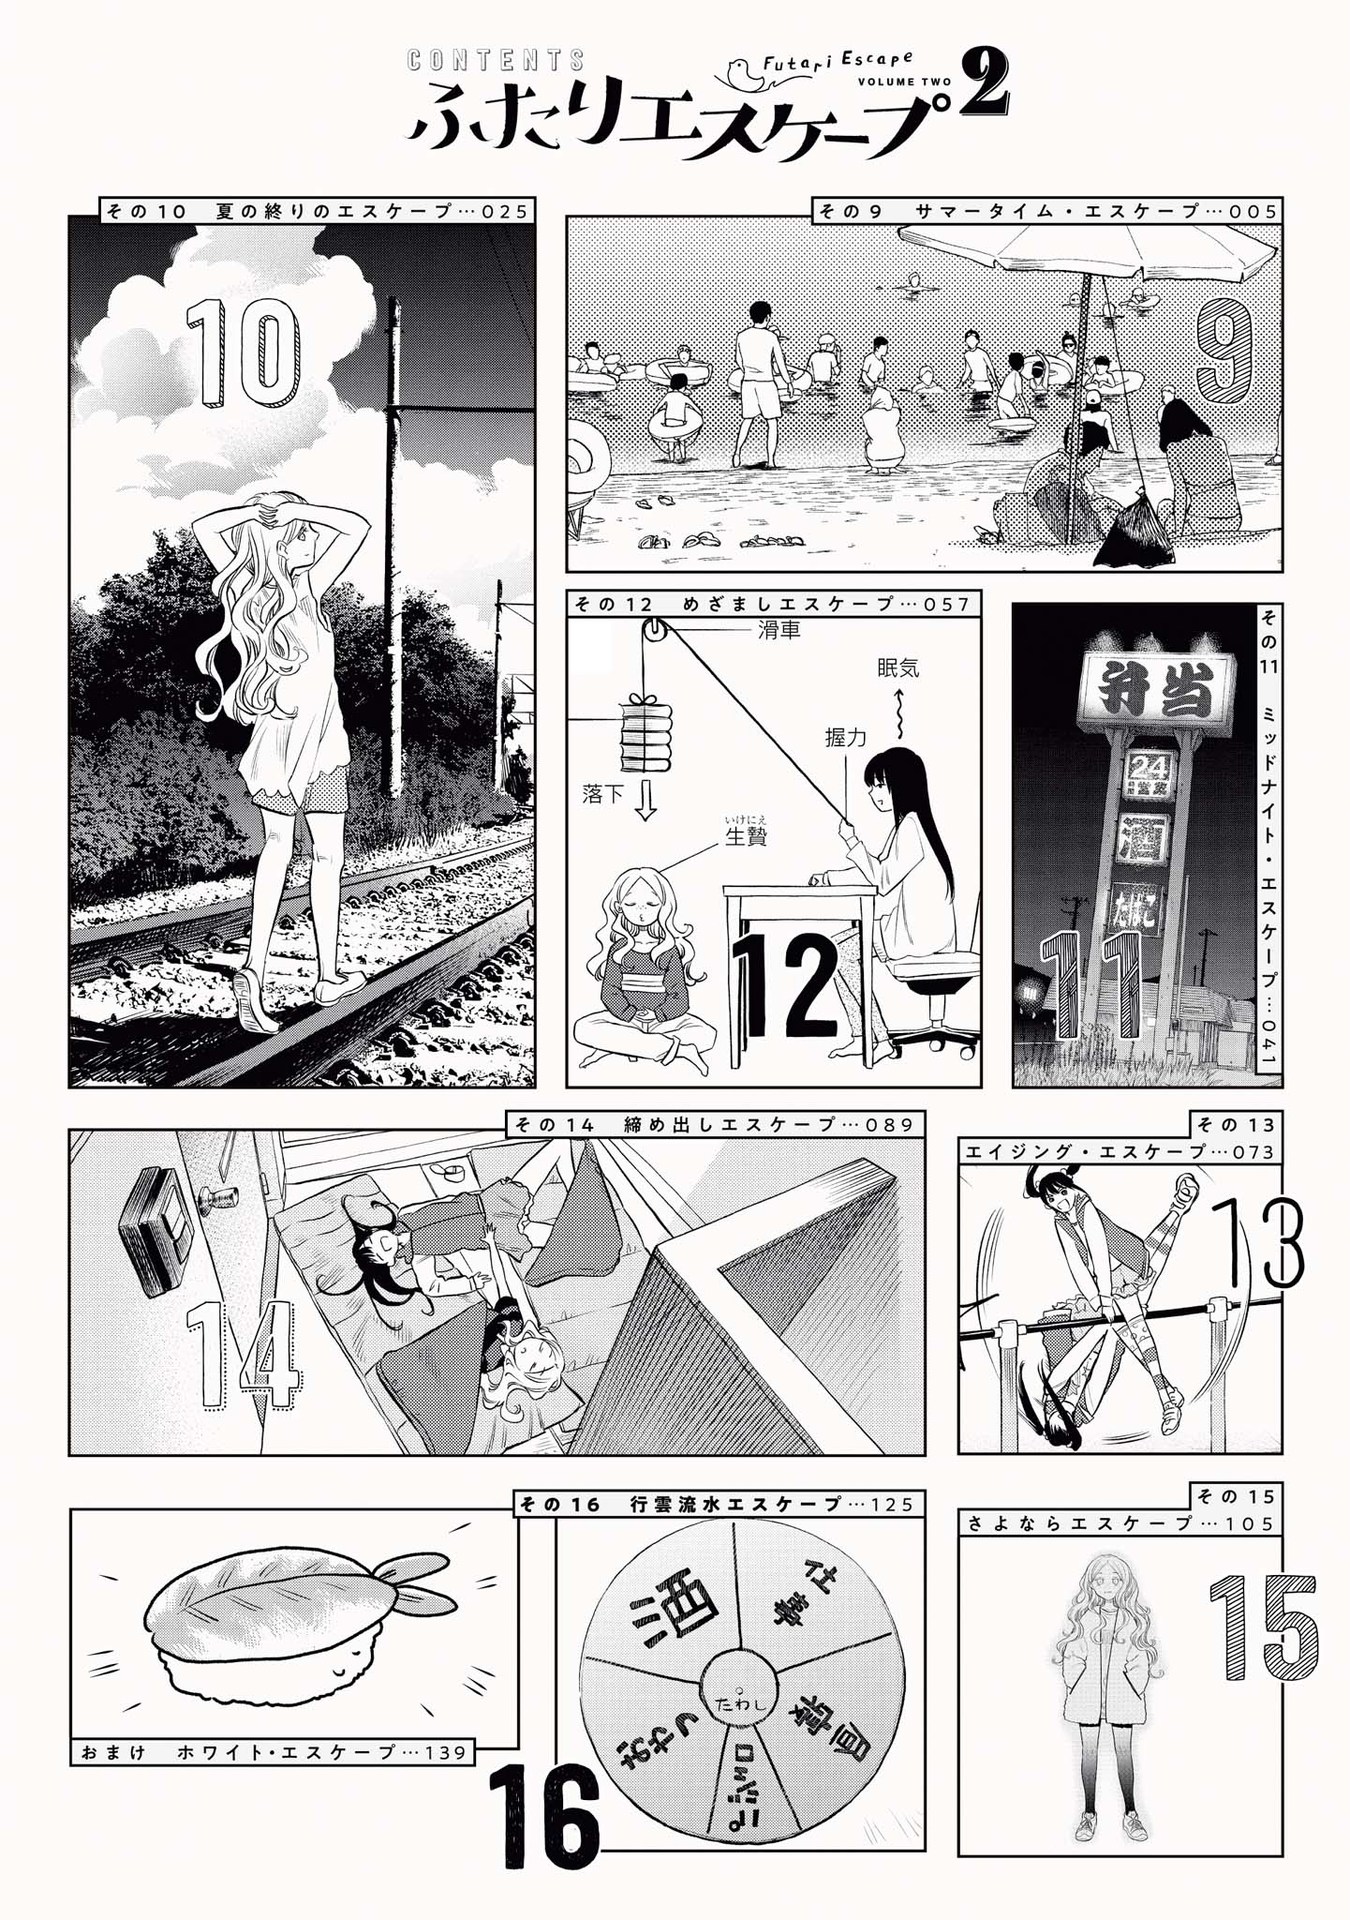 CONTENTS
Futari Escape
VOLUME TWO
ふたりエスケープ 2
その9 サマータイム・エスケープ…005
9
その10 夏の終りのエスケープ…025
10
その11 ミッドナイト・エスケープ…041
弁当
24
時間営業
酒
たばこ
11
その12 めざましエスケープ…057
滑車
眠気
握力
落下
いけにえ
生贄
12
その13
エイジング・エスケープ…073
13
その14 締め出しエスケープ…089
14
その15
さよならエスケープ…105
15
その16 行雲流水エスケープ…125
酒
仕事
昼寝
たわし
16
おまけ ホワイト・エスケープ…139